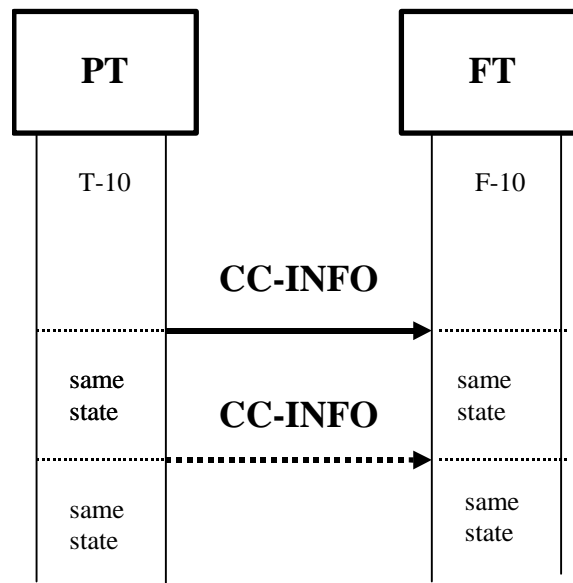 PT
FT
T-10
F-10
CC-INFO
same
state
same
state
CC-INFO
same
state
same
state